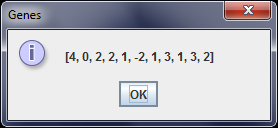 Genes
[4, 0, 2, 2, 1, -2, 1, 3, 1, 3, 2]
OK